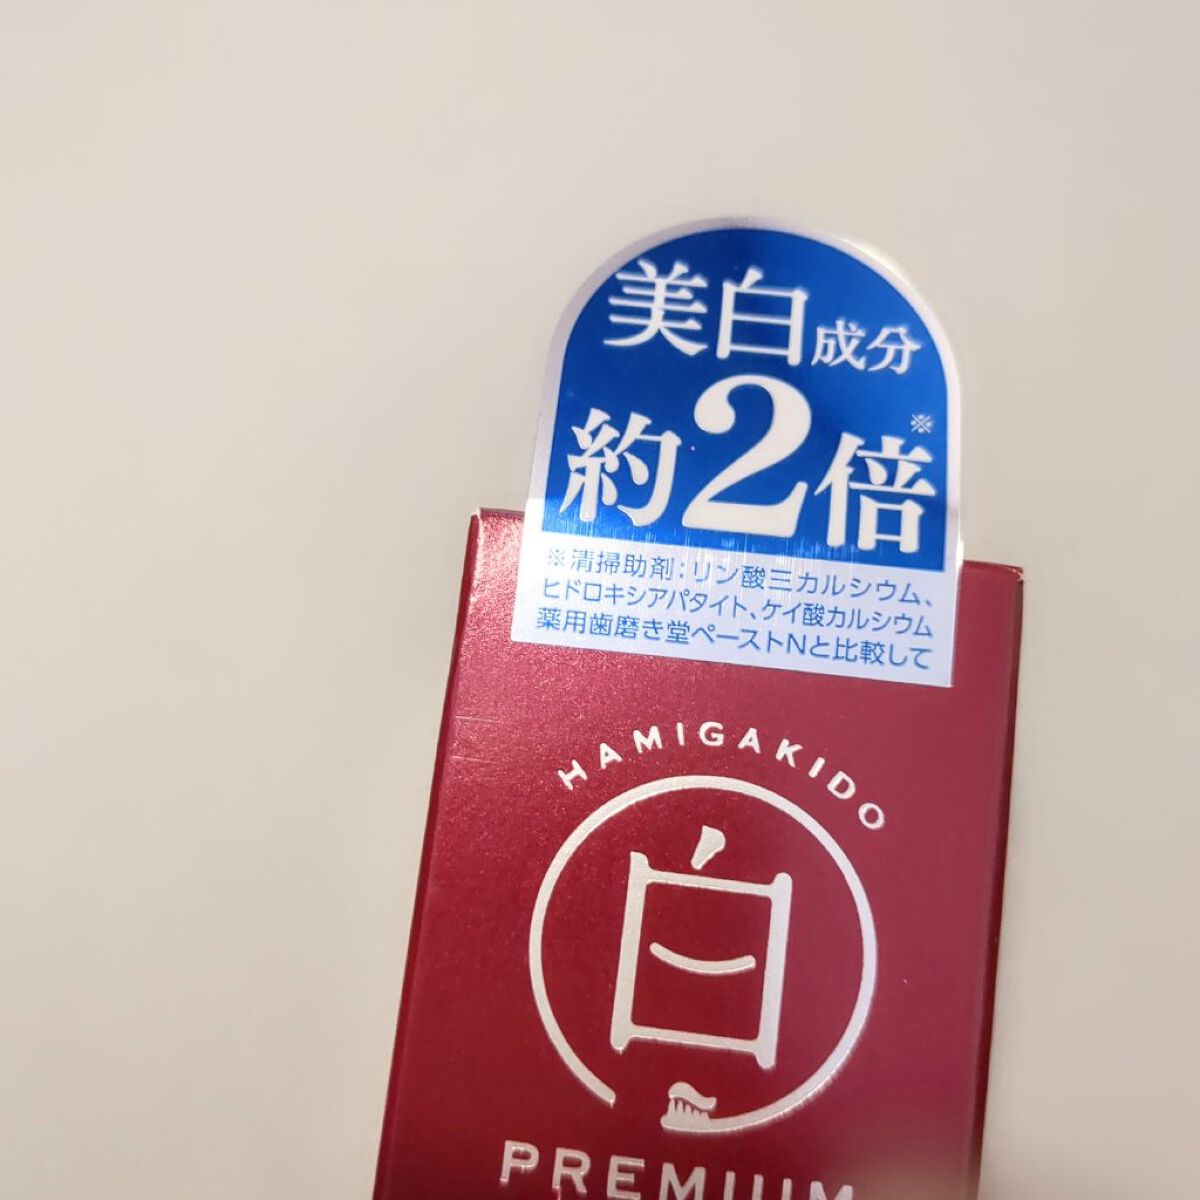 美白成分
約2倍※
※清掃助剤:リン酸三カルシウム、
ヒドロキシアパタイト、ケイ酸カルシウム
薬用歯磨き堂ペーストNと比較して
HAMIGAKIDO
白
PREMIUM